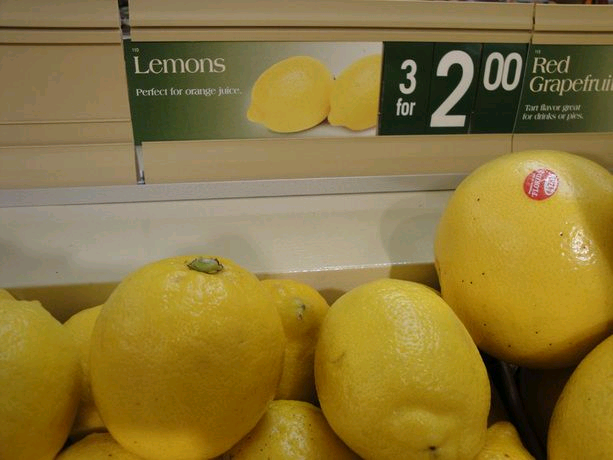 Lemons
Perfect for orange juice.
3 for 2 00
Red
Grapefrui
Tart flavor great
for drinks or pies.